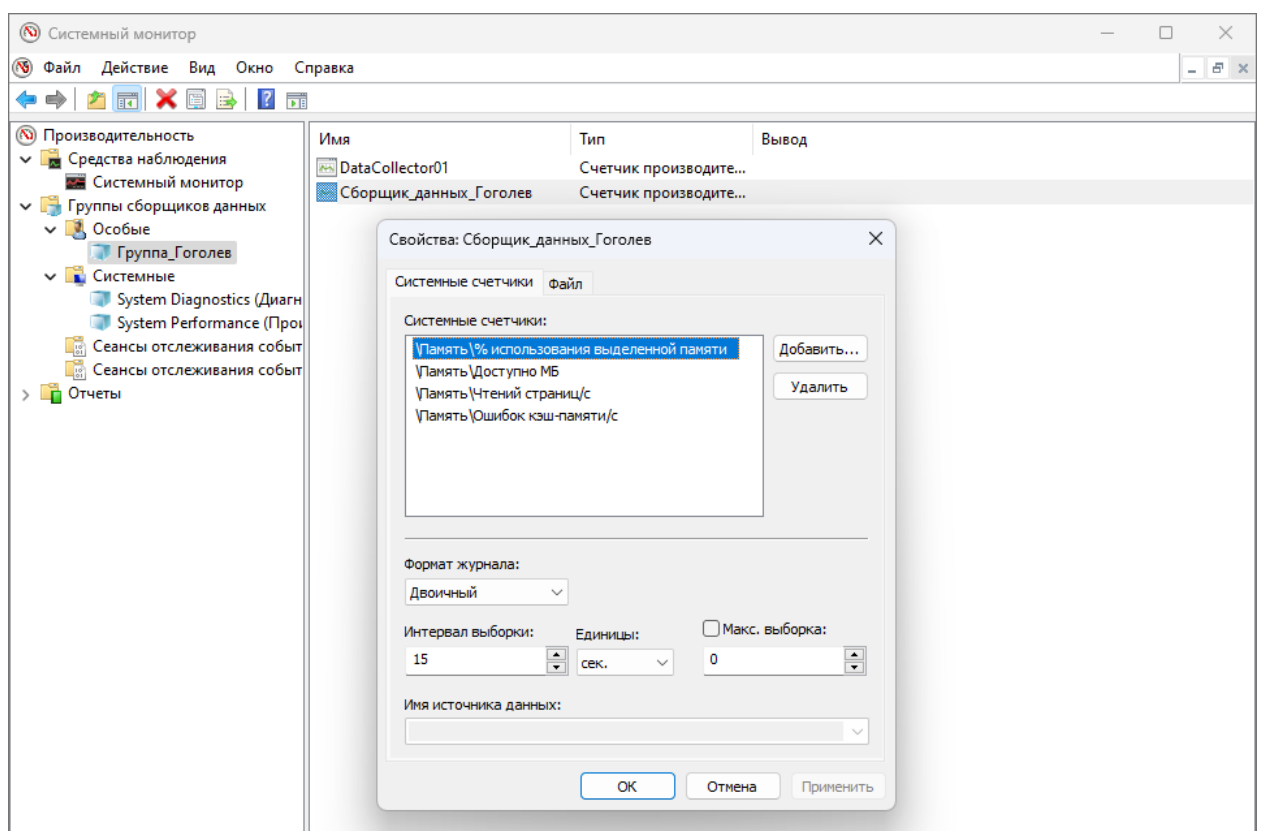 Системный монитор
Файл Действие Вид Окно Справка
Производительность
Средства наблюдения
Системный монитор
Группы сборщиков данных
Особые
Группа_Гоголев
Системные
System Diagnostics (Диагн
System Performance (Прои
Сеансы отслеживания событ
Сеансы отслеживания событ
Отчеты
Имя Тип Вывод
DataCollector01 Счетчик производите...
Сборщик_данных_Гоголев Счетчик производите...
Свойства: Сборщик_данных_Гоголев
Системные счетчики Файл
Системные счетчики:
\Память\% использования выделенной памяти
\Память\Доступно МБ
\Память\Чтений страниц/с
\Память\Ошибок кэш-памяти/с
Добавить...
Удалить
Формат журнала:
Двоичный
Интервал выборки: Единицы: Макс. выборка:
15 сек. 0
Имя источника данных:
ОК Отмена Применить